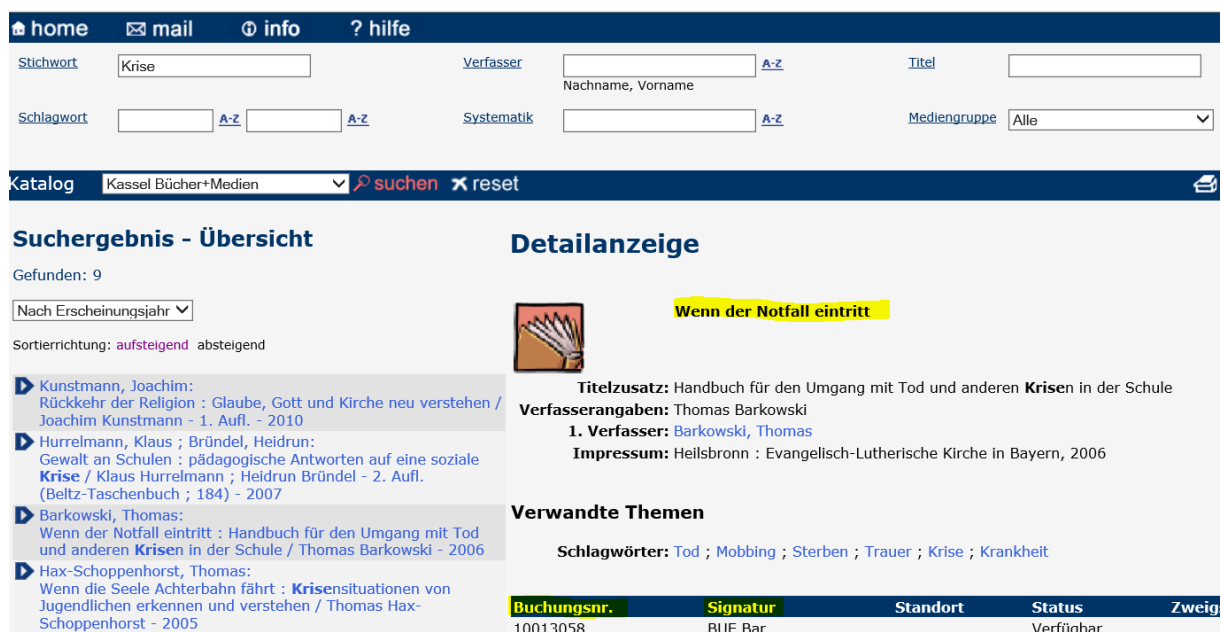 home mail info ? hilfe
Stichwort Krise Verfasser A-Z Titel
Nachname, Vorname
Schlagwort A-Z A-Z Systematik A-Z Mediengruppe Alle
Katalog Kassel Bücher+Medien suchen reset
Suchergebnis - Übersicht
Gefunden: 9
Nach Erscheinungsjahr
Sortierrichtung: aufsteigend absteigend
Kunstmann, Joachim:
Rückkehr der Religion : Glaube, Gott und Kirche neu verstehen /
Joachim Kunstmann - 1. Aufl. - 2010
Hurrelmann, Klaus ; Bründel, Heidrun:
Gewalt an Schulen : pädagogische Antworten auf eine soziale
Krise / Klaus Hurrelmann ; Heidrun Bründel - 2. Aufl.
(Beltz-Taschenbuch ; 184) - 2007
Barkowski, Thomas:
Wenn der Notfall eintritt : Handbuch für den Umgang mit Tod
und anderen Krisen in der Schule / Thomas Barkowski - 2006
Hax-Schoppenhorst, Thomas:
Wenn die Seele Achterbahn fährt : Krisensituationen von
Jugendlichen erkennen und verstehen / Thomas Hax-
Schoppenhorst - 2005
Detailanzeige
Wenn der Notfall eintritt
Titelzusatz: Handbuch für den Umgang mit Tod und anderen Krisen in der Schule
Verfasserangaben: Thomas Barkowski
1. Verfasser: Barkowski, Thomas
Impressum: Heilsbronn : Evangelisch-Lutherische Kirche in Bayern, 2006
Verwandte Themen
Schlagwörter: Tod ; Mobbing ; Sterben ; Trauer ; Krise ; Krankheit
Buchungsnr. Signatur Standort Status Zweigs
10013058 BUE Bar Verfügbar